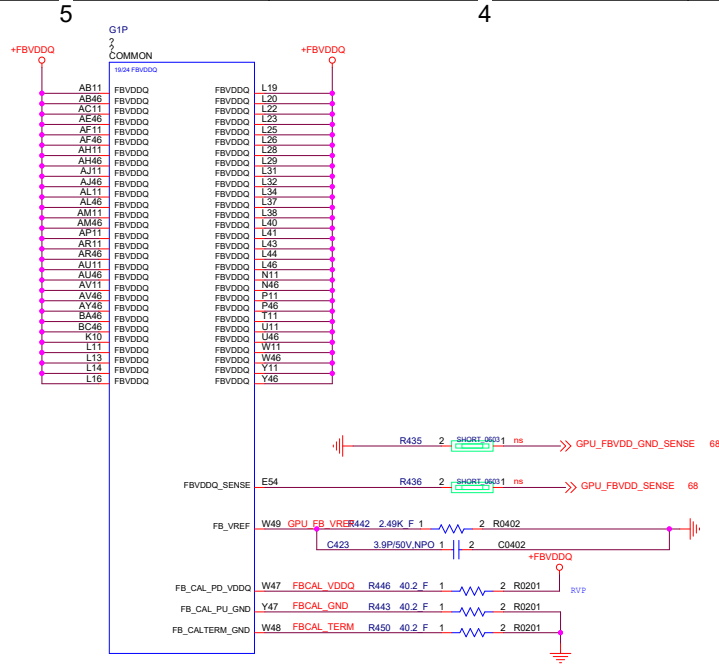 5 4
G1P
?
?
COMMON
+FBVDDQ +FBVDDQ
19/24 FBVDDQ
AB11 FBVDDQ FBVDDQ L19
AB46 FBVDDQ FBVDDQ L20
AC11 FBVDDQ FBVDDQ L22
AE46 FBVDDQ FBVDDQ L23
AF11 FBVDDQ FBVDDQ L25
AF46 FBVDDQ FBVDDQ L26
AH11 FBVDDQ FBVDDQ L28
AH46 FBVDDQ FBVDDQ L29
AJ11 FBVDDQ FBVDDQ L31
AJ46 FBVDDQ FBVDDQ L32
AL11 FBVDDQ FBVDDQ L34
AL46 FBVDDQ FBVDDQ L37
AM11 FBVDDQ FBVDDQ L38
AM46 FBVDDQ FBVDDQ L40
AP11 FBVDDQ FBVDDQ L41
AR11 FBVDDQ FBVDDQ L43
AR46 FBVDDQ FBVDDQ L44
AU11 FBVDDQ FBVDDQ L46
AU46 FBVDDQ FBVDDQ N11
AV11 FBVDDQ FBVDDQ N46
AV46 FBVDDQ FBVDDQ P11
AY46 FBVDDQ FBVDDQ P46
BA46 FBVDDQ FBVDDQ T11
BC46 FBVDDQ FBVDDQ U11
K10 FBVDDQ FBVDDQ U46
L11 FBVDDQ FBVDDQ W11
L13 FBVDDQ FBVDDQ W46
L14 FBVDDQ FBVDDQ Y11
L16 FBVDDQ FBVDDQ Y46
R435 2 SHORT_0603 1 ns GPU_FBVDD_GND_SENSE 68
FBVDDQ_SENSE E54 R436 2 SHORT_0603 1 ns GPU_FBVDD_SENSE 68
FB_VREF W49 GPU_FB_VREF R442 2.49K_F 1 2 R0402
C423 3.9P/50V,NPO 1 2 C0402
+FBVDDQ
FB_CAL_PD_VDDQ W47 FBCAL_VDDQ R446 40.2_F 1 2 R0201 RVP
FB_CAL_PU_GND Y47 FBCAL_GND R443 40.2_F 1 2 R0201
FB_CALTERM_GND W48 FBCAL_TERM R450 40.2_F 1 2 R0201